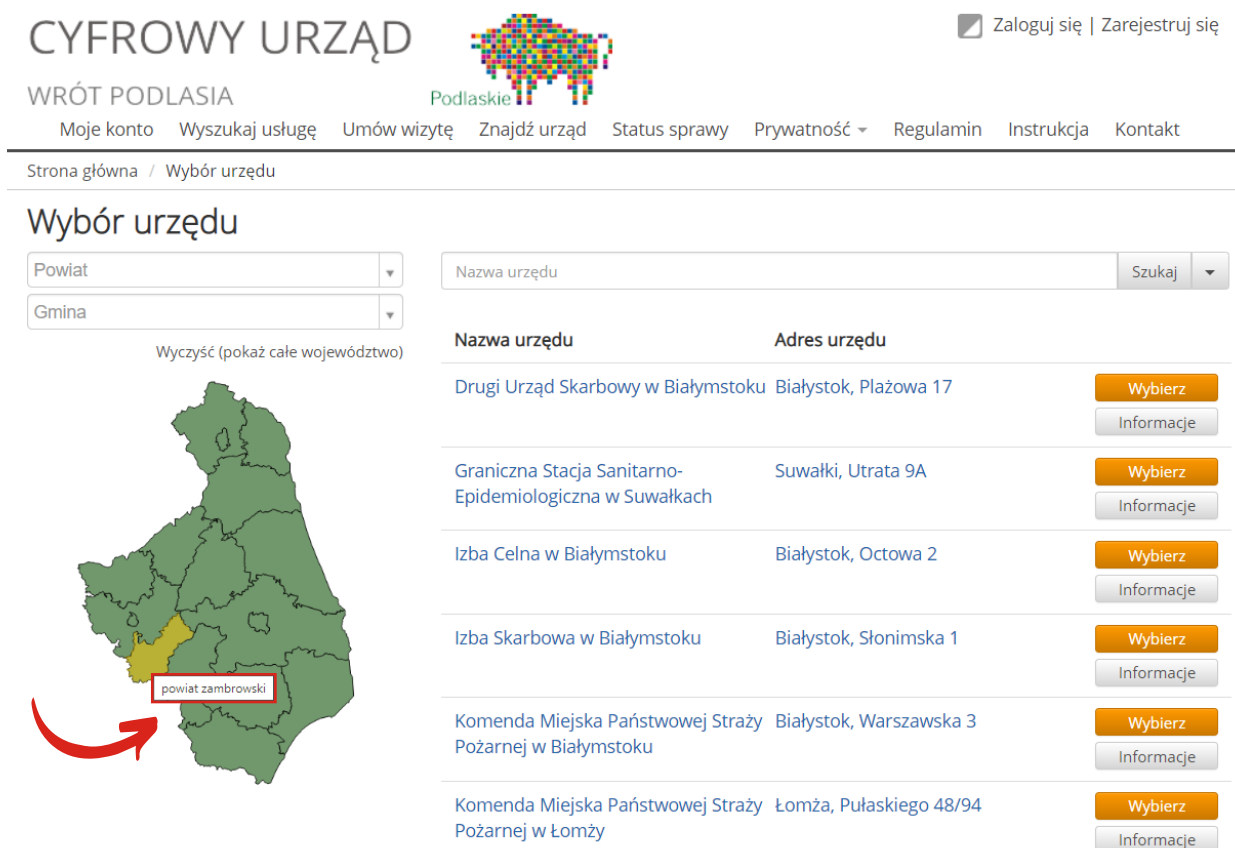 CYFROWY URZĄD
WRÓT PODLASIA
Podlaskie
Zaloguj się | Zarejestruj się
Moje konto Wyszukaj usługę Umów wizytę Znajdź urząd Status sprawy Prywatność Regulamin Instrukcja Kontakt
Strona główna / Wybór urzędu
Wybór urzędu
Powiat
Gmina
Wyczyść (pokaż całe województwo)
powiat zambrowski
Nazwa urzędu Szukaj
Nazwa urzędu Adres urzędu
Drugi Urząd Skarbowy w Białymstoku Białystok, Plażowa 17 Wybierz
Informacje
Graniczna Stacja Sanitarno- Suwałki, Utrata 9A Wybierz
Epidemiologiczna w Suwałkach Informacje
Izba Celna w Białymstoku Białystok, Octowa 2 Wybierz
Informacje
Izba Skarbowa w Białymstoku Białystok, Słonimska 1 Wybierz
Informacje
Komenda Miejska Państwowej Straży Białystok, Warszawska 3 Wybierz
Pożarnej w Białymstoku Informacje
Komenda Miejska Państwowej Straży Łomża, Pułaskiego 48/94 Wybierz
Pożarnej w Łomży Informacje